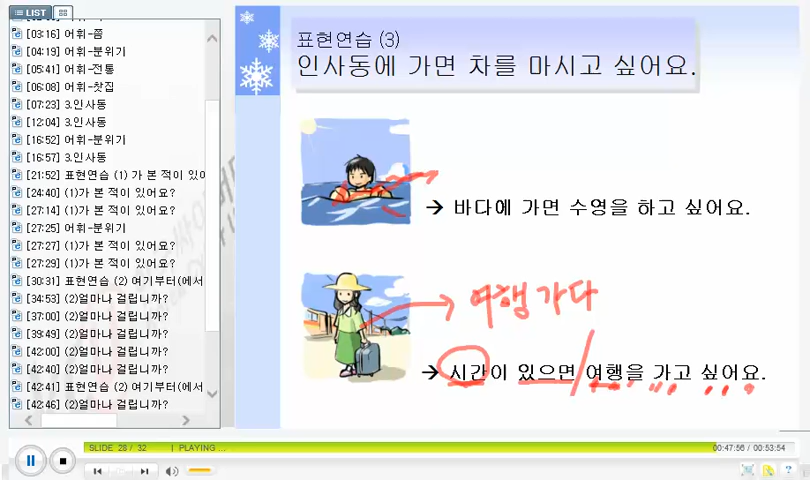 LIST
[03:16] 어휘-쯤
[04:19] 어휘-분위기
[05:41] 어휘-전통
[06:08] 어휘-찻집
[07:23] 3.인사동
[12:04] 3.인사동
[16:52] 어휘-분위기
[16:57] 3.인사동
[21:52] 표현연습 (1) 가 본 적이 있어
[24:40] (1)가 본 적이 있어요?
[27:14] (1)가 본 적이 있어요?
[27:25] 어휘-분위기
[27:27] (1)가 본 적이 있어요?
[27:29] (1)가 본 적이 있어요?
[30:31] 표현연습 (2) 여기부터(에서
[34:53] (2)얼마나 걸립니까?
[37:00] (2)얼마나 걸립니까?
[39:49] (2)얼마나 걸립니까?
[42:00] (2)얼마나 걸립니까?
[42:40] (2)얼마나 걸립니까?
[42:41] 표현연습 (2) 여기부터(에서
[42:46] (2)얼마나 걸립니까?
표현연습 (3)
인사동에 가면 차를 마시고 싶어요.
→ 바다에 가면 수영을 하고 싶어요.
여행 가다
→ 시간이 있으면 여행을 가고 싶어요.
SLIDE 28 / 32 | PLAYING ...
00:47:56 / 00:53:54